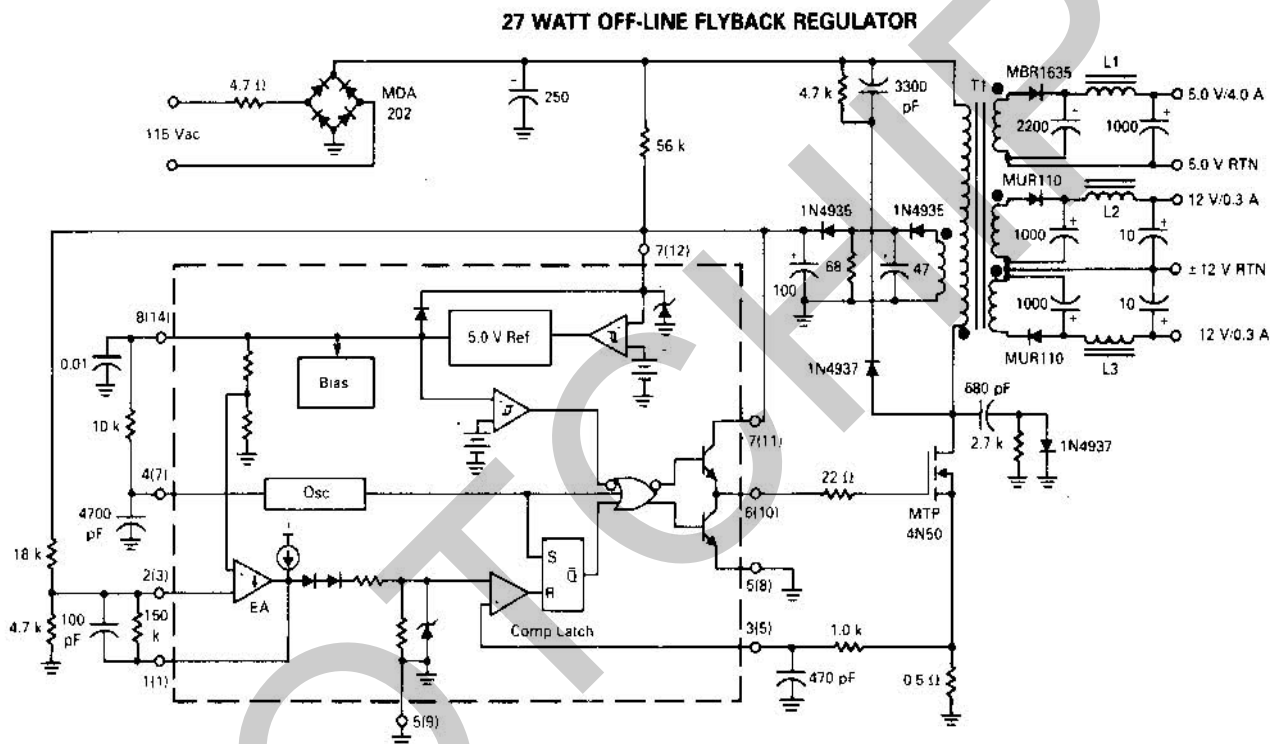 27 WATT OFF-LINE FLYBACK REGULATOR
4.7 Ω
MDA
202
115 Vac
250
56 k
4.7 k
3300
pF
T1
MBR1635
L1
5.0 V/4.0 A
2200
1000
5.0 V RTN
MUR110
L2
12 V/0.3 A
1000
10
± 12 V RTN
1000
10
MUR110
L3
12 V/0.3 A
1N4935
1N4935
7(12)
100
68
47
8(14)
0.01
5.0 V Ref
Bias
10 k
1N4937
680 pF
2.7 k
1N4937
7(11)
4(7)
Osc
4700
pF
22 Ω
6(10)
MTP
4N50
18 k
S
Q
R
5(8)
2(3)
EA
Comp Latch
4.7 k
100
pF
150
k
3(5)
1.0 k
1(1)
470 pF
0.5 Ω
5(9)